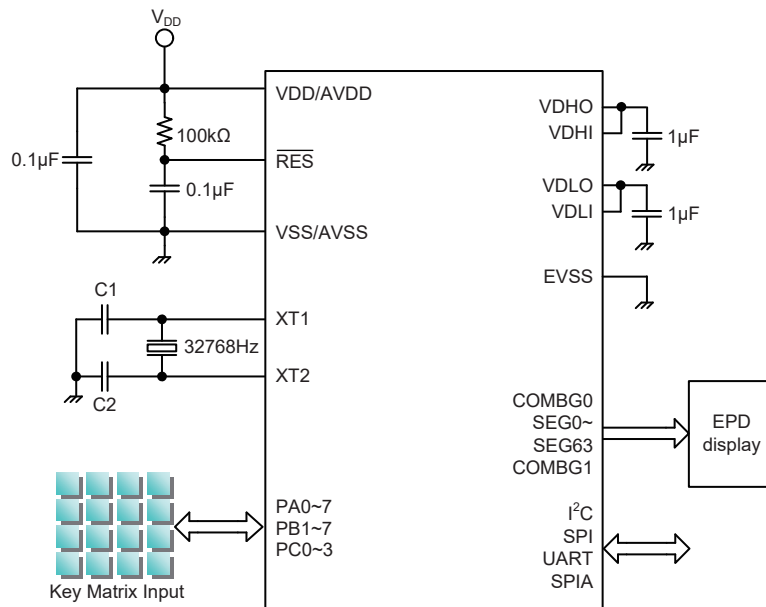 VDD
VDD/AVDD
100kΩ
RES
0.1µF
0.1µF
VSS/AVSS
C1
XT1
32768Hz
XT2
C2
PA0~7
PB1~7
PC0~3
Key Matrix Input
VDHO
VDHI
1µF
VDLO
VDLI
1µF
EVSS
COMBG0
SEG0~
SEG63
COMBG1
EPD
display
I²C
SPI
UART
SPIA